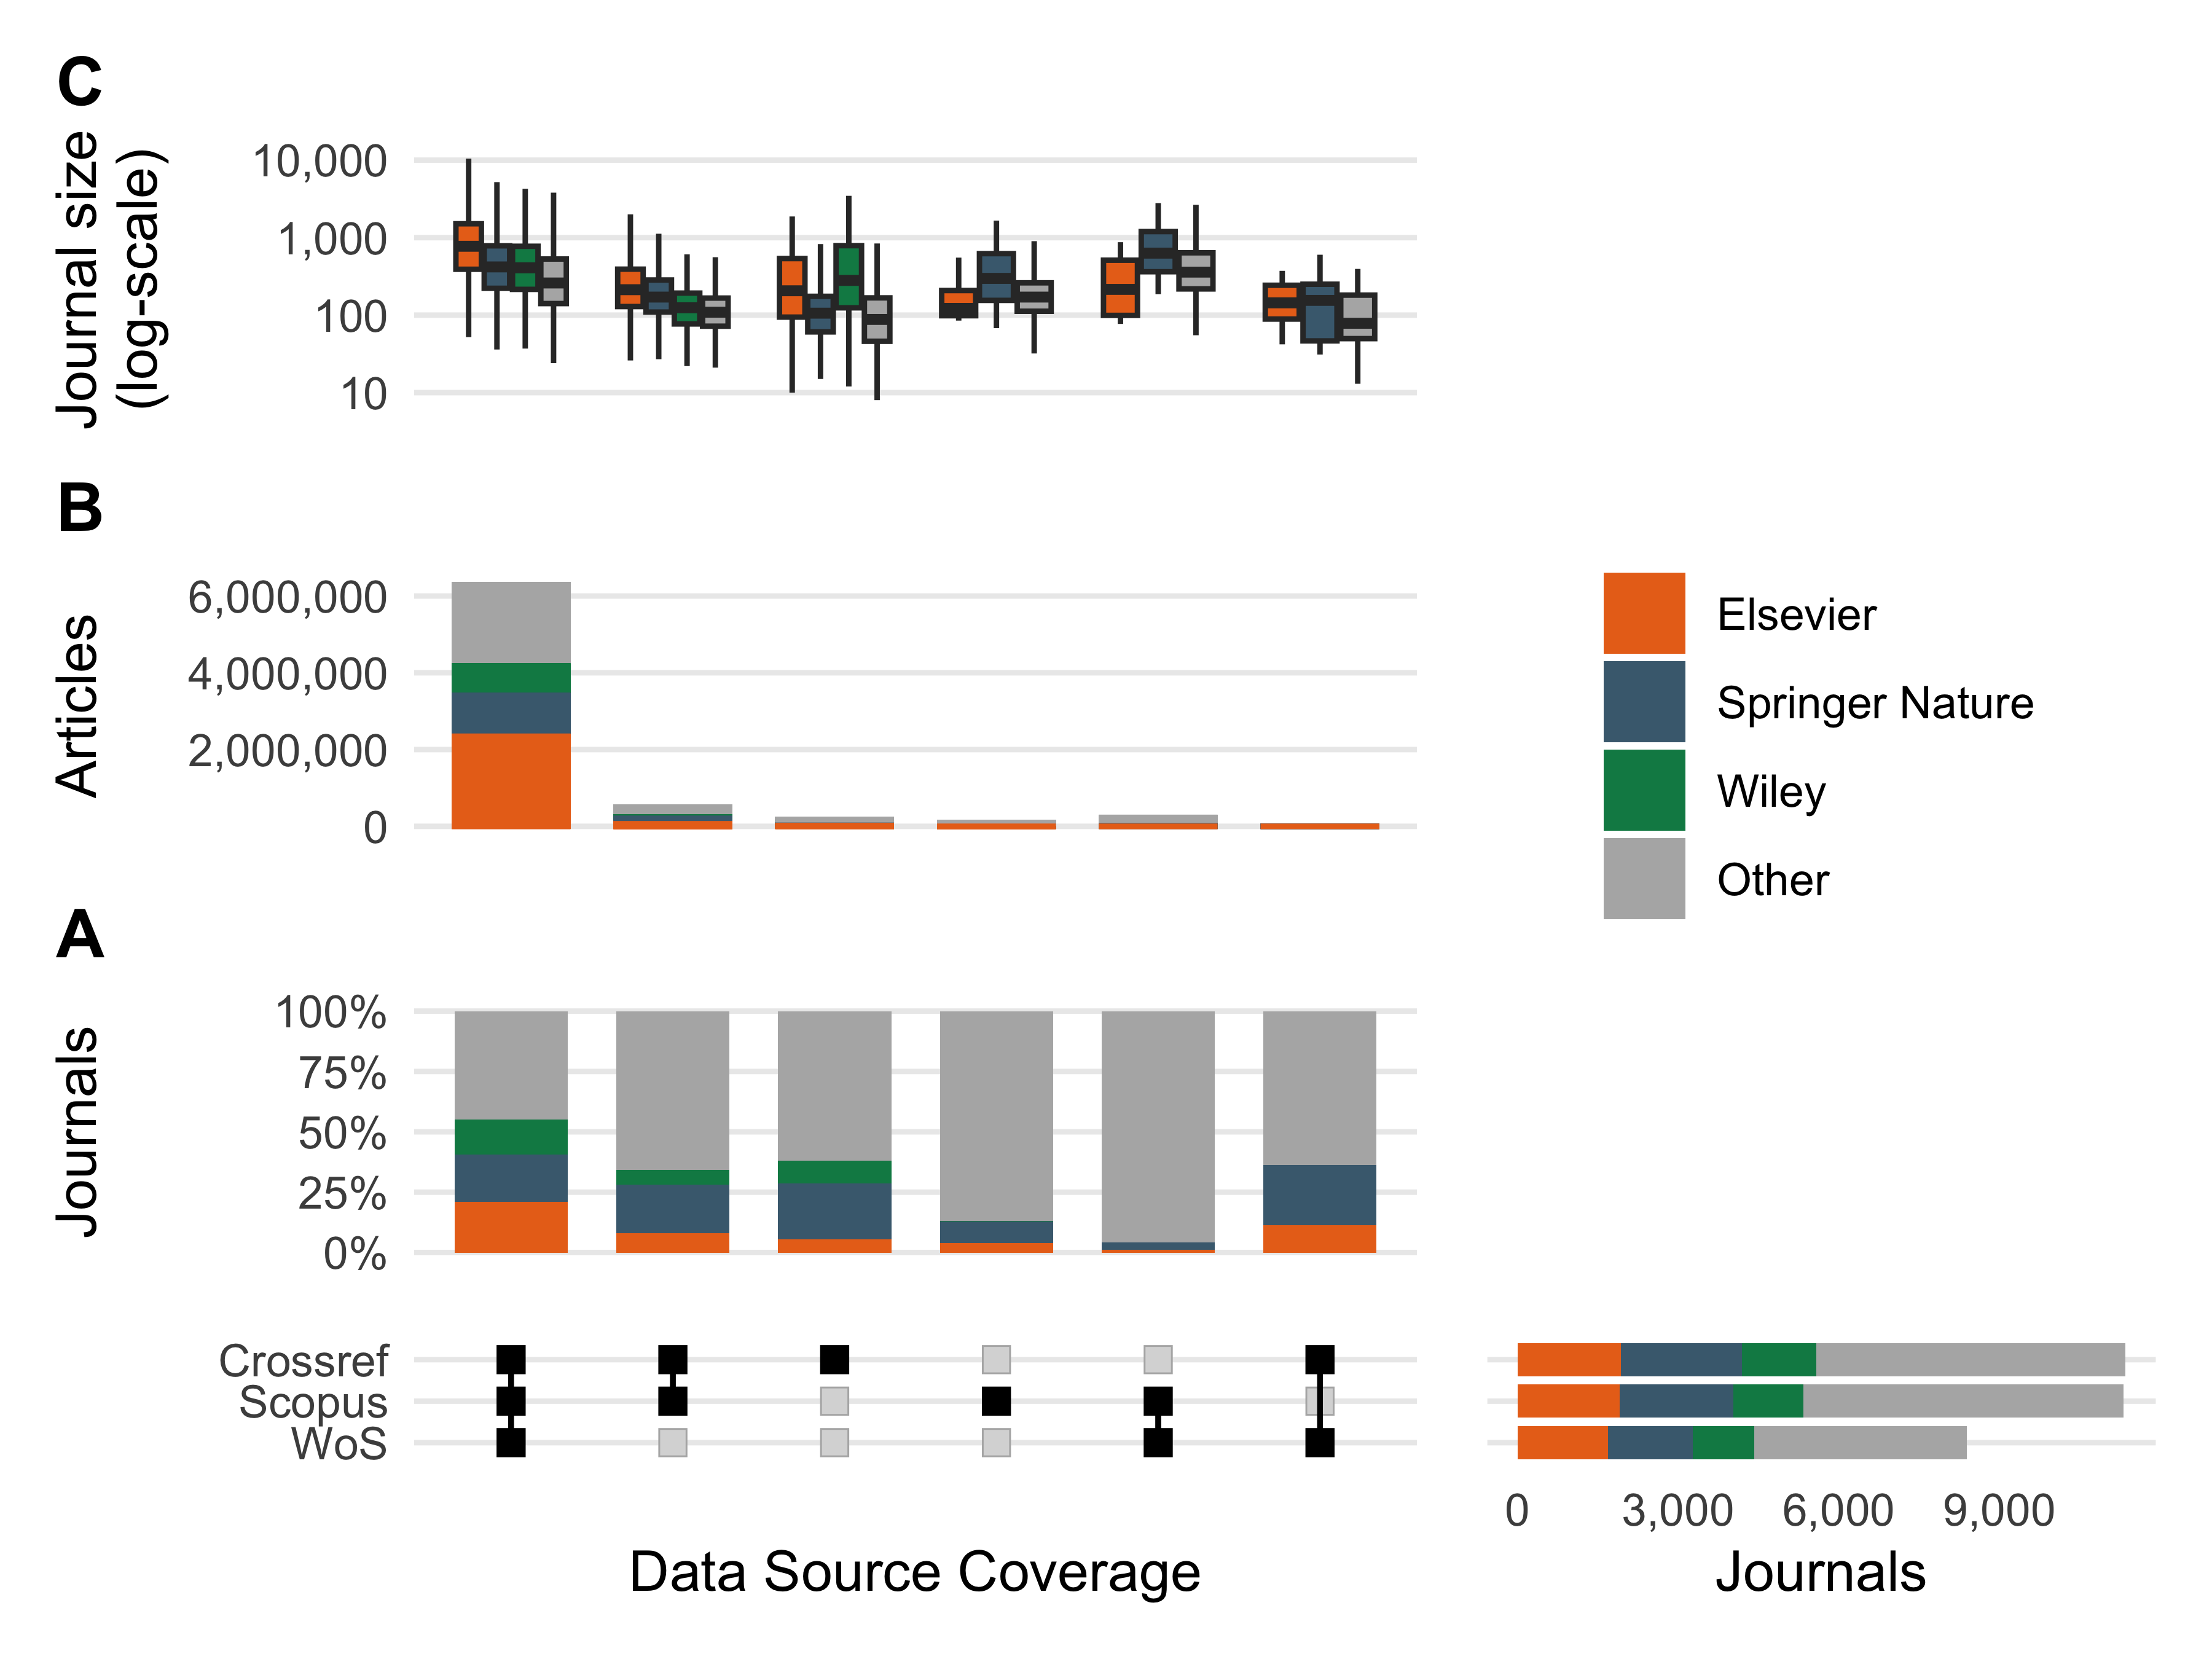 C
Journal size
(log-scale)
10,000
1,000
100
10
B
Articles
6,000,000
4,000,000
2,000,000
0
Elsevier
Springer Nature
Wiley
Other
A
Journals
100%
75%
50%
25%
0%
Crossref
Scopus
WoS
Data Source Coverage
0 3,000 6,000 9,000
Journals